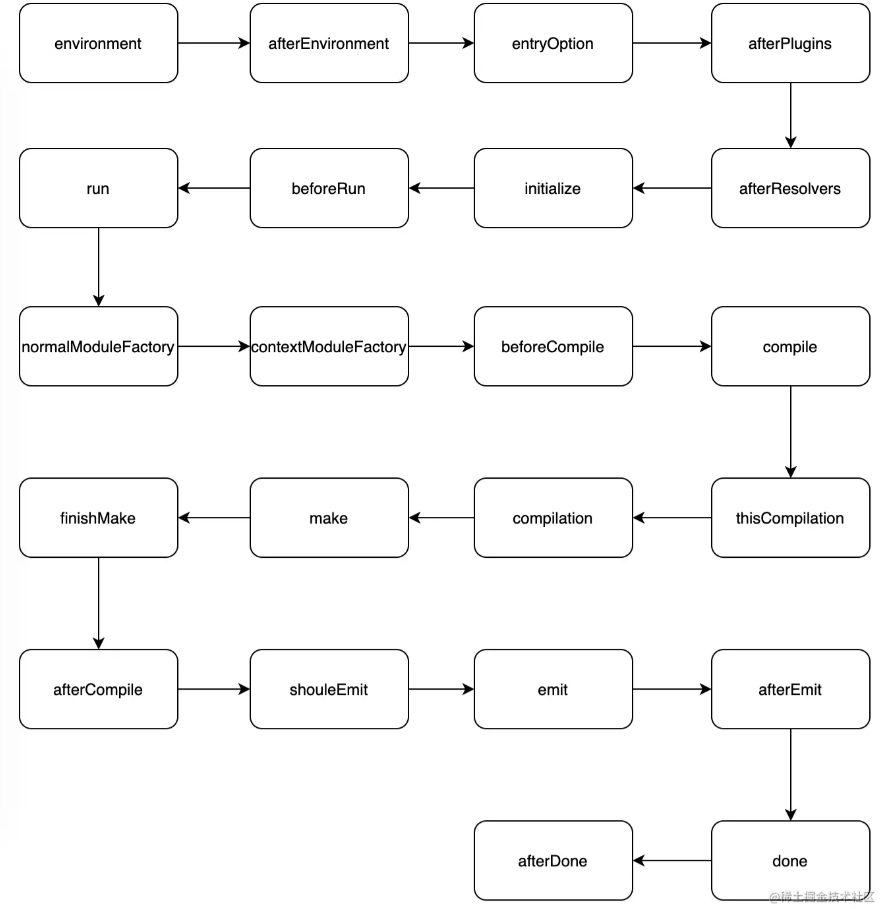 environment
afterEnvironment
entryOption
afterPlugins
run
beforeRun
initialize
afterResolvers
normalModuleFactory
contextModuleFactory
beforeCompile
compile
finishMake
make
compilation
thisCompilation
afterCompile
shouleEmit
emit
afterEmit
afterDone
done
@稀土掘金技术社区